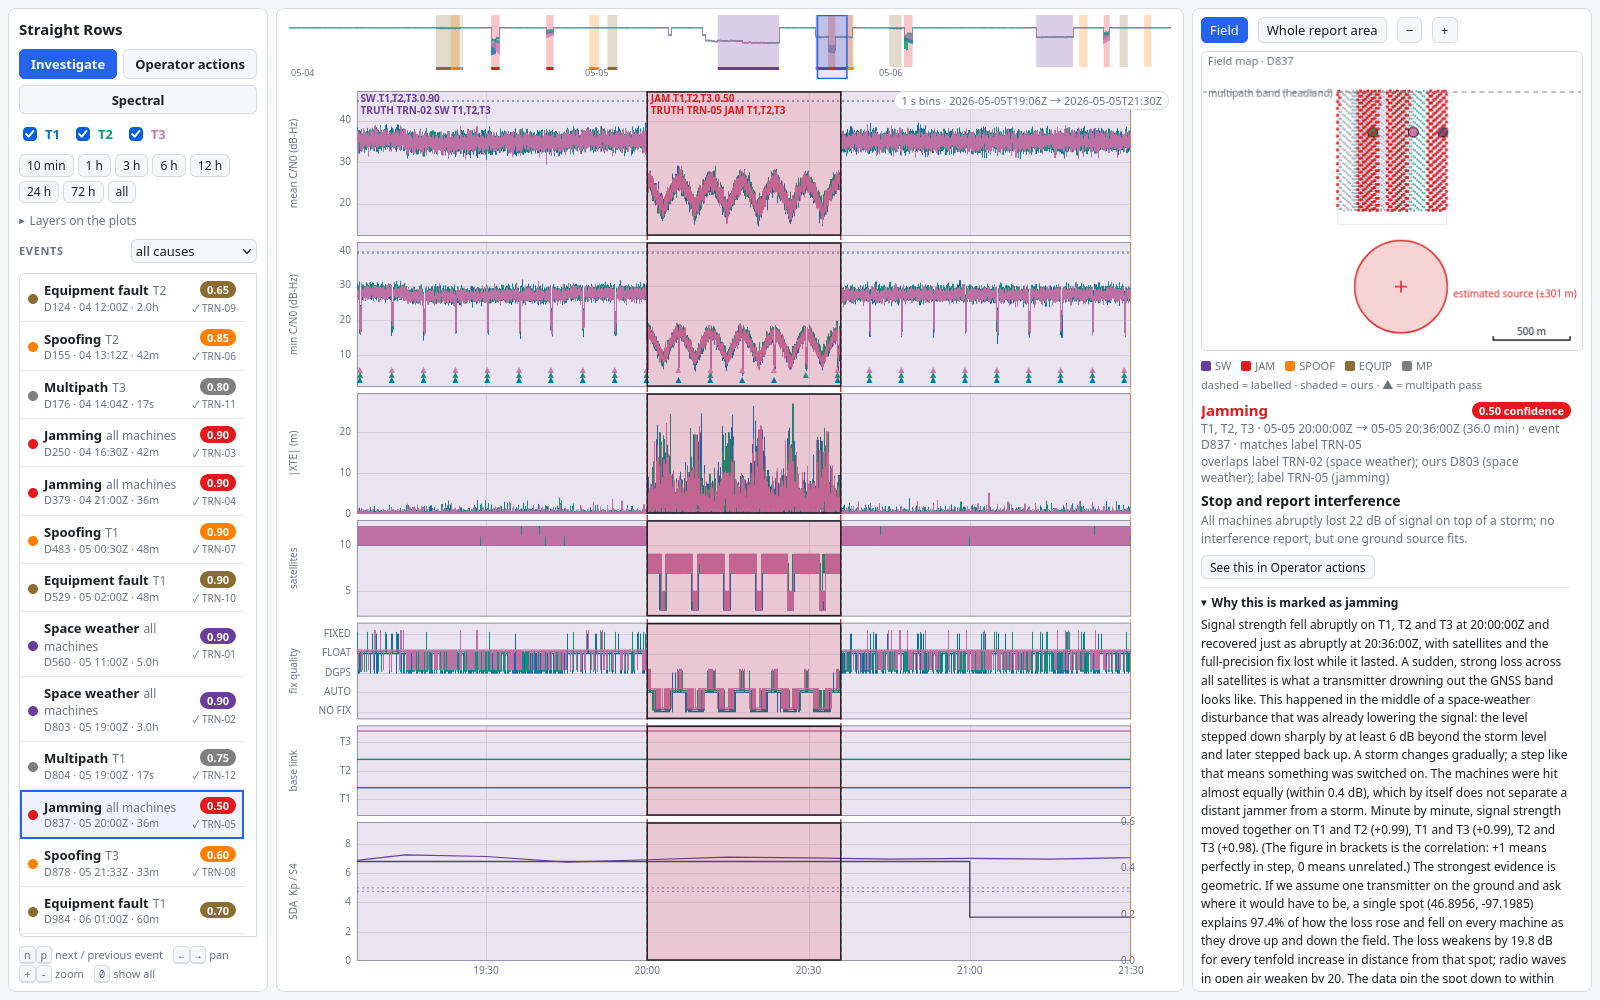 Straight Rows
Investigate
Operator actions
Spectral
T1
T2
T3
10 min
1 h
3 h
6 h
12 h
24 h
72 h
all
▸ Layers on the plots
EVENTS
all causes
Equipment fault T2
0.65
D124 · 04 12:00Z · 2.0h
✓ TRN-09
Spoofing T2
0.85
D155 · 04 13:12Z · 42m
✓ TRN-06
Multipath T3
0.80
D176 · 04 14:04Z · 17s
✓ TRN-11
Jamming all machines
0.90
D250 · 04 16:30Z · 42m
✓ TRN-03
Jamming all machines
0.90
D379 · 04 21:00Z · 36m
✓ TRN-04
Spoofing T1
0.90
D483 · 05 00:30Z · 48m
✓ TRN-07
Equipment fault T1
0.90
D529 · 05 02:00Z · 48m
✓ TRN-10
Space weather all
machines
0.90
D560 · 05 11:00Z · 5.0h
✓ TRN-01
Space weather all
machines
0.90
D803 · 05 19:00Z · 3.0h
✓ TRN-02
Multipath T1
0.75
D804 · 05 19:00Z · 17s
✓ TRN-12
Jamming all machines
0.50
D837 · 05 20:00Z · 36m
✓ TRN-05
Spoofing T3
0.60
D878 · 05 21:33Z · 33m
✓ TRN-08
Equipment fault T1
0.70
D984 · 06 01:00Z · 60m
n p next / previous event ← → pan
+ - zoom 0 show all
05-04
05-05
05-06
SW T1,T2,T3 0.90
TRUTH TRN-02 SW T1,T2,T3
JAM T1,T2,T3 0.50
TRUTH TRN-05 JAM T1,T2,T3
1 s bins · 2026-05-05T19:06Z → 2026-05-05T21:30Z
mean C/N0 (dB-Hz)
40
30
20
min C/N0 (dB-Hz)
40
30
20
10
|XTE| (m)
20
10
0
satellites
10
5
fix quality
FIXED
FLOAT
DGPS
AUTO
NO FIX
base link
T3
T2
T1
SDA Kp / S4
8
6
4
2
0
0.6
0.4
0.2
0.0
19:30
20:00
20:30
21:00
21:30
Field
Whole report area
−
+
Field map · D837
multipath band (headland)
estimated source (±301 m)
500 m
SW
JAM
SPOOF
EQUIP
MP
dashed = labelled · shaded = ours · ▲ = multipath pass
Jamming
0.50 confidence
T1, T2, T3 · 05-05 20:00:00Z → 05-05 20:36:00Z (36.0 min) · event
D837 · matches label TRN-05
overlaps label TRN-02 (space weather); ours D803 (space
weather); label TRN-05 (jamming)
Stop and report interference
All machines abruptly lost 22 dB of signal on top of a storm; no
interference report, but one ground source fits.
See this in Operator actions
▾ Why this is marked as jamming
Signal strength fell abruptly on T1, T2 and T3 at 20:00:00Z and
recovered just as abruptly at 20:36:00Z, with satellites and the
full-precision fix lost while it lasted. A sudden, strong loss across
all satellites is what a transmitter drowning out the GNSS band
looks like. This happened in the middle of a space-weather
disturbance that was already lowering the signal: the level
stepped down sharply by at least 6 dB beyond the storm level
and later stepped back up. A storm changes gradually; a step like
that means something was switched on. The machines were hit
almost equally (within 0.4 dB), which by itself does not separate a
distant jammer from a storm. Minute by minute, signal strength
moved together on T1 and T2 (+0.99), T1 and T3 (+0.99), T2 and
T3 (+0.98). (The figure in brackets is the correlation: +1 means
perfectly in step, 0 means unrelated.) The strongest evidence is
geometric. If we assume one transmitter on the ground and ask
where it would have to be, a single spot (46.8956, -97.1985)
explains 97.4% of how the loss rose and fell on every machine as
they drove up and down the field. The loss weakens by 19.8 dB
for every tenfold increase in distance from that spot; radio waves
in open air weaken by 20. The data pin the spot down to within